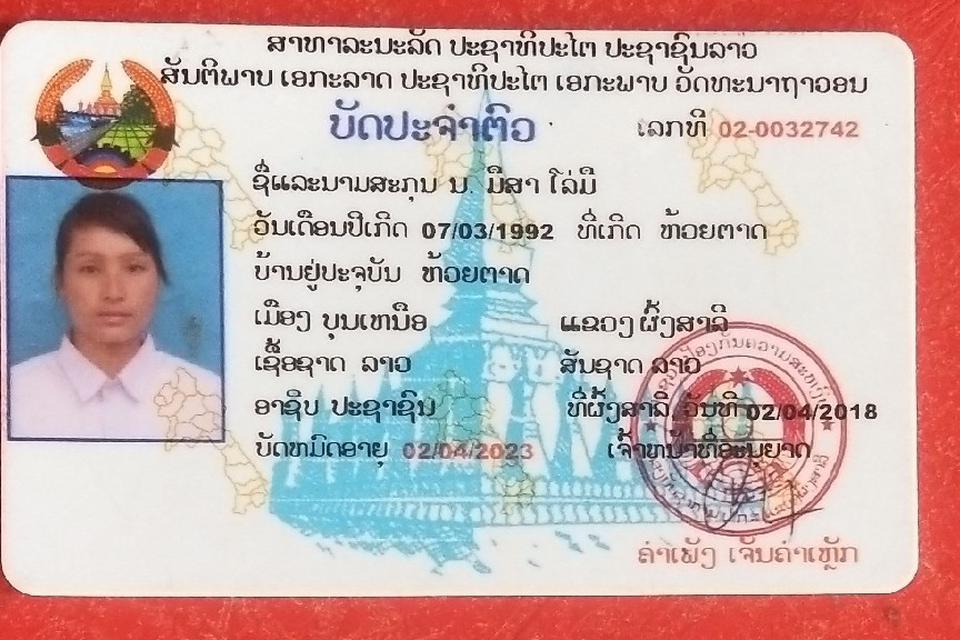 ສາທາລະນະລັດ ປະຊາທິປະໄຕ ປະຊາຊົນລາວ
ສັນຕິພາບ ເອກະລາດ ປະຊາທິປະໄຕ ເອກະພາບ ວັດທະນາຖາວອນ
ບັດປະຈຳຕົວ
ເລກທີ 02-0032742
ຊື່ແລະນາມສະກຸນ ນ. ມີສາ ໂລ່ມື
ວັນເດືອນປີເກີດ 07/03/1992 ທີ່ເກີດ ຫ້ວຍຕາດ
ບ້ານຢູ່ປະຈຸບັນ ຫ້ວຍຕາດ
ເມືອງ ບຸນເຫນືອ ແຂວງ ຜົ້ງສາລີ
ເຊື້ອຊາດ ລາວ ສັນຊາດ ລາວ
ອາຊີບ ປະຊາຊົນ ທີ່ຜົ້ງສາລີ, ວັນທີ 02/04/2018
ບັດຫມົດອາຍຸ 02/04/2023 ເຈົ້າຫນ້າທີ່ອະນຸຍາດ
ຄຳເພັງ ເຈັນຄຳເຫຼັກ